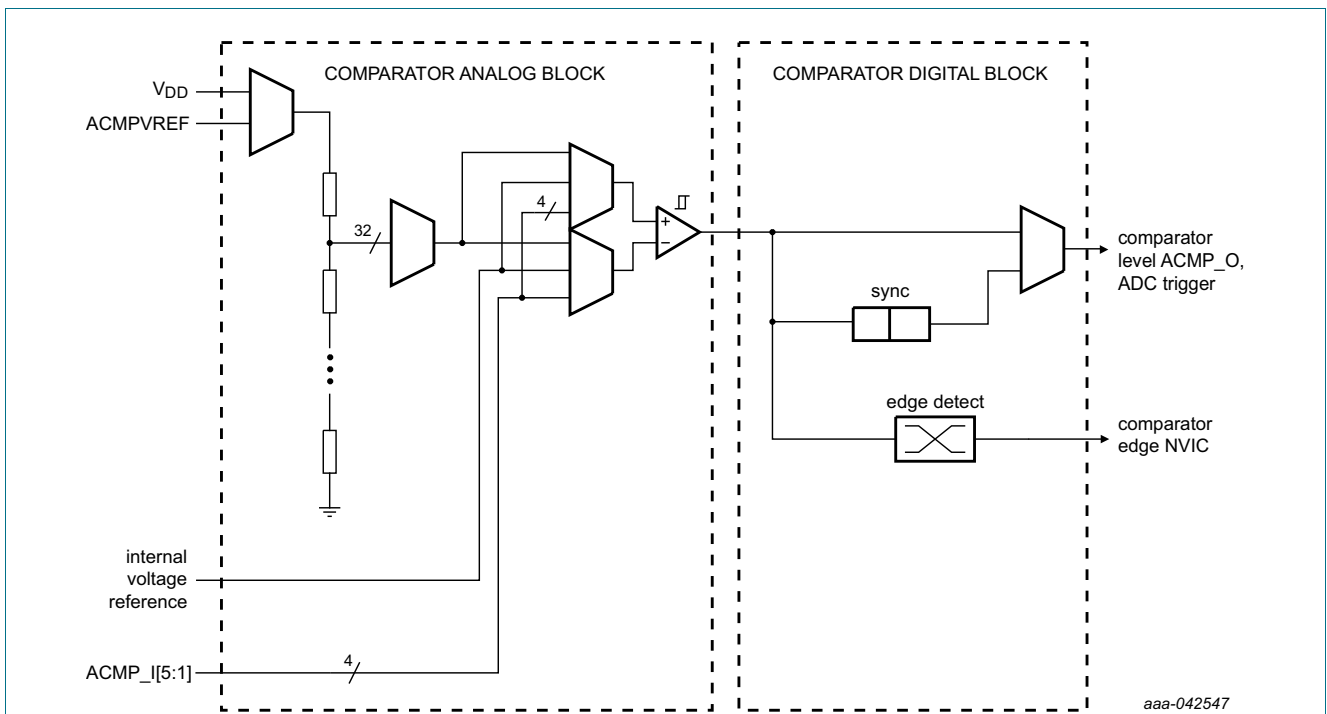 COMPARATOR ANALOG BLOCK
COMPARATOR DIGITAL BLOCK
VDD
ACMPVREF
32
4
+
−
comparator
level ACMP_O,
ADC trigger
sync
edge detect
comparator
edge NVIC
internal
voltage
reference
ACMP_I[5:1]
4
aaa-042547